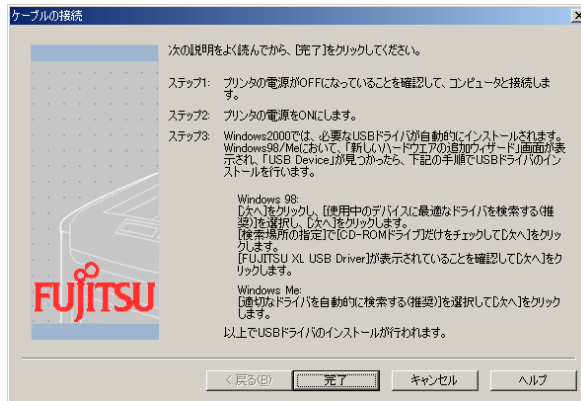 ケーブルの接続
次の説明をよく読んでから、[完了]をクリックしてください。
ステップ1: プリンタの電源がOFFになっていることを確認して、コンピュータと接続しま
す。
ステップ2: プリンタの電源をONにします。
ステップ3: Windows2000では、必要なUSBドライバが自動的にインストールされます。
Windows98/Meにおいて、「新しいハードウエアの追加ウィザード」画面が表
示され、「USB Device」が見つかったら、下記の手順でUSBドライバのイン
ストールを行います。
Windows 98:
[次へ]をクリックし、[使用中のデバイスに最適なドライバを検索する(推
奨)]を選択し、[次へ]をクリックします。
[検索場所の指定]で[CD-ROMドライブ]だけをチェックして[次へ]をクリッ
クします。
[FUJITSU XL USB Driver]が表示されていることを確認して[次へ]をク
リックします。
Windows Me:
[適切なドライバを自動的に検索する(推奨)]を選択して[次へ]をクリック
します。
以上でUSBドライバのインストールが行われます。
FUJITSU
< 戻る(B) 完了 キャンセル ヘルプ